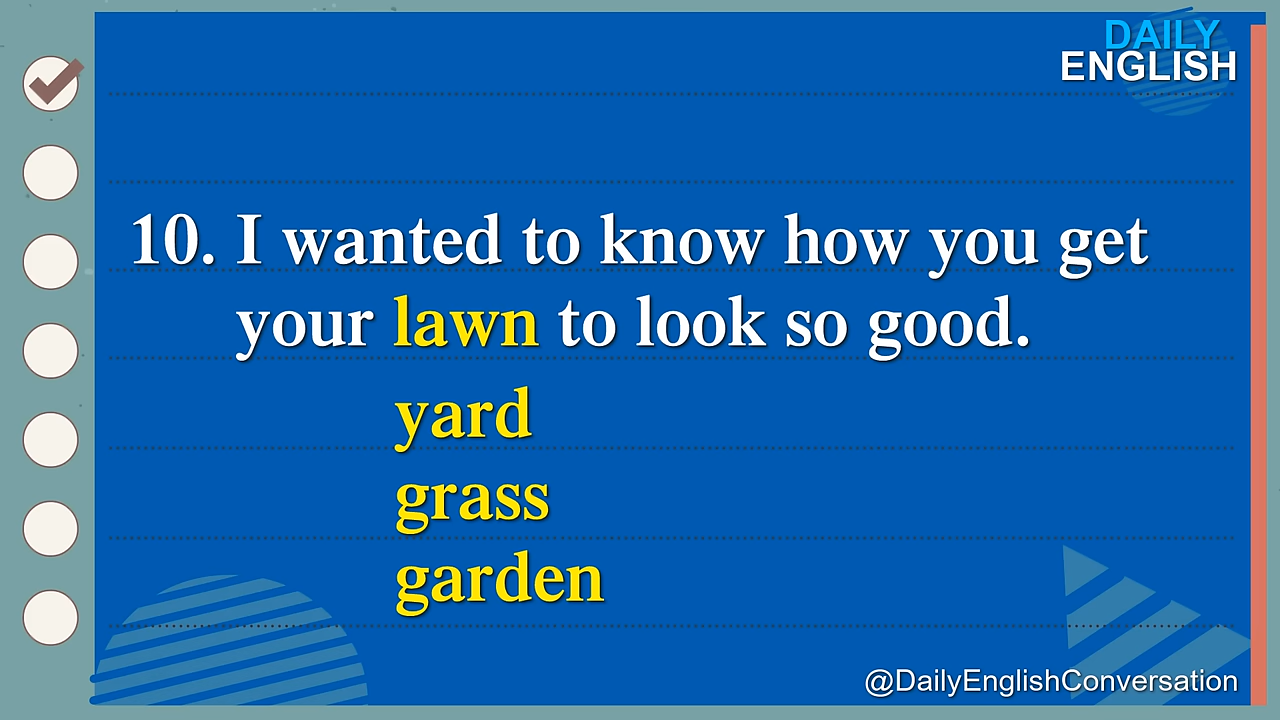 DAILY
ENGLISH
10. I wanted to know how you get
your lawn to look so good.
yard
grass
garden
@DailyEnglishConversation